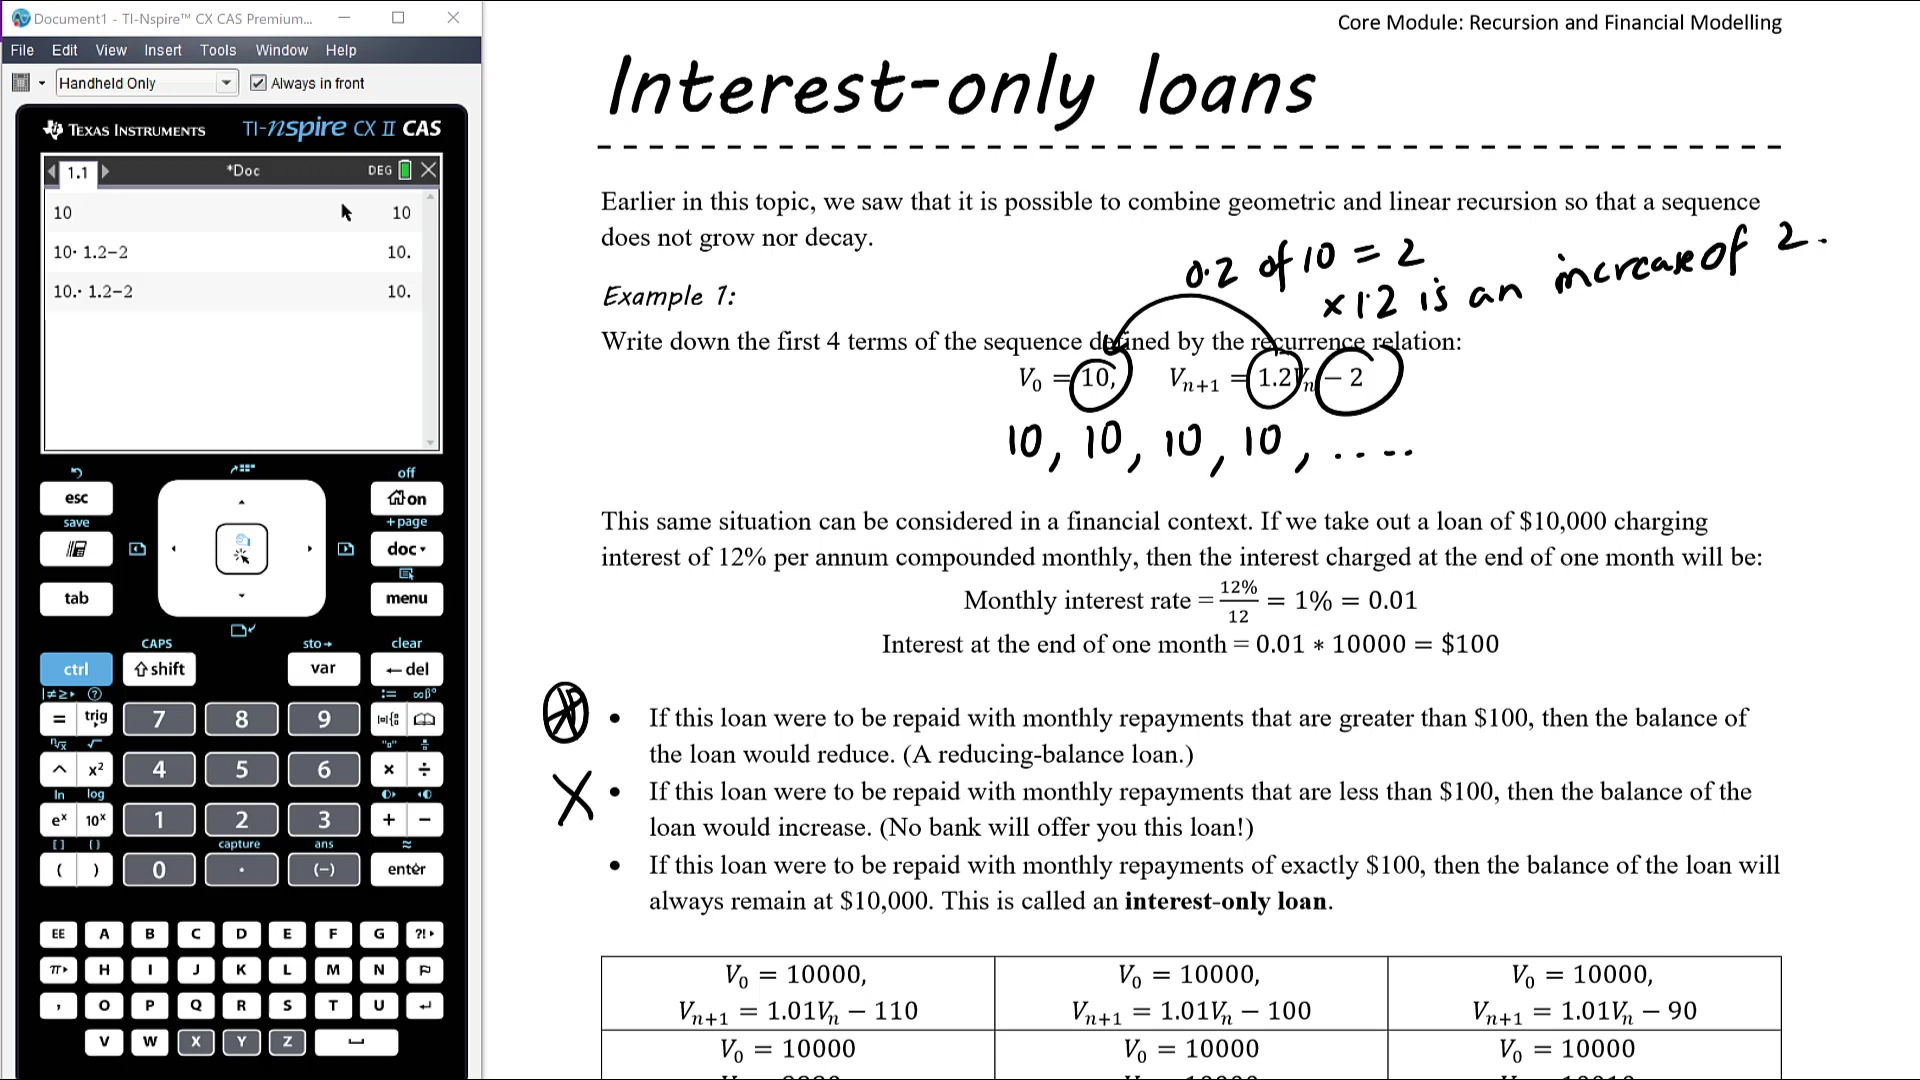 Document1 - TI-Nspire™ CX CAS Premium...
File Edit View Insert Tools Window Help
Handheld Only Always in front
TEXAS INSTRUMENTS TI-nspire CX II CAS
1.1 *Doc DEG
10 10
10· 1.2−2 10.
10.· 1.2−2 10.
off
esc on
save +page
doc
tab menu
CAPS sto→ clear
ctrl shift var ←del
|≠≥▸ ? := ∞β°
= trig 7 8 9
ⁿ√x √ "□"
^ x² 4 5 6 × ÷
ln log
eˣ 10ˣ 1 2 3 + −
[ ] { } capture ans ≈
( ) 0 . (−) enter
EE A B C D E F G ?!▸
π▸ H I J K L M N
, O P Q R S T U ↵
V W X Y Z
Core Module: Recursion and Financial Modelling
Interest-only loans
Earlier in this topic, we saw that it is possible to combine geometric and linear recursion so that a sequence
does not grow nor decay.
0.2 of 10 = 2
×1.2 is an increase of 2.
Example 1:
Write down the first 4 terms of the sequence defined by the recurrence relation:
V₀ = 10, Vₙ₊₁ = 1.2Vₙ − 2
10, 10, 10, 10, ....
This same situation can be considered in a financial context. If we take out a loan of $10,000 charging
interest of 12% per annum compounded monthly, then the interest charged at the end of one month will be:
Monthly interest rate = 12%/12 = 1% = 0.01
Interest at the end of one month = 0.01 ∗ 10000 = $100
• If this loan were to be repaid with monthly repayments that are greater than $100, then the balance of
the loan would reduce. (A reducing-balance loan.)
• If this loan were to be repaid with monthly repayments that are less than $100, then the balance of the
loan would increase. (No bank will offer you this loan!)
• If this loan were to be repaid with monthly repayments of exactly $100, then the balance of the loan will
always remain at $10,000. This is called an interest-only loan.
V₀ = 10000, V₀ = 10000, V₀ = 10000,
Vₙ₊₁ = 1.01Vₙ − 110 Vₙ₊₁ = 1.01Vₙ − 100 Vₙ₊₁ = 1.01Vₙ − 90
V₀ = 10000 V₀ = 10000 V₀ = 10000